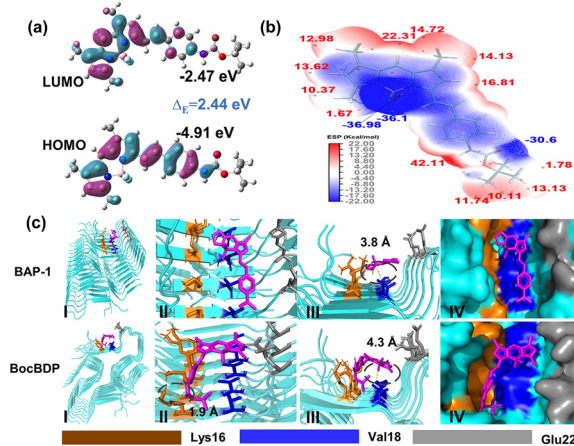 (a)
LUMO
-2.47 eV
ΔE=2.44 eV
HOMO
-4.91 eV
(b)
14.72
22.31
12.98
14.13
13.62
16.81
10.37
1.67
-36.1
-36.98
-30.6
ESP (Kcal/mol)
22.00
17.60
13.20
8.80
4.40
0.00
-4.40
-8.80
-13.20
-17.60
-22.00
42.11
1.78
13.13
10.11
11.74
(c)
BAP-1
I
II
3.8 Å
III
IV
BocBDP
I
II
1.9 Å
4.3 Å
III
IV
Lys16
Val18
Glu22